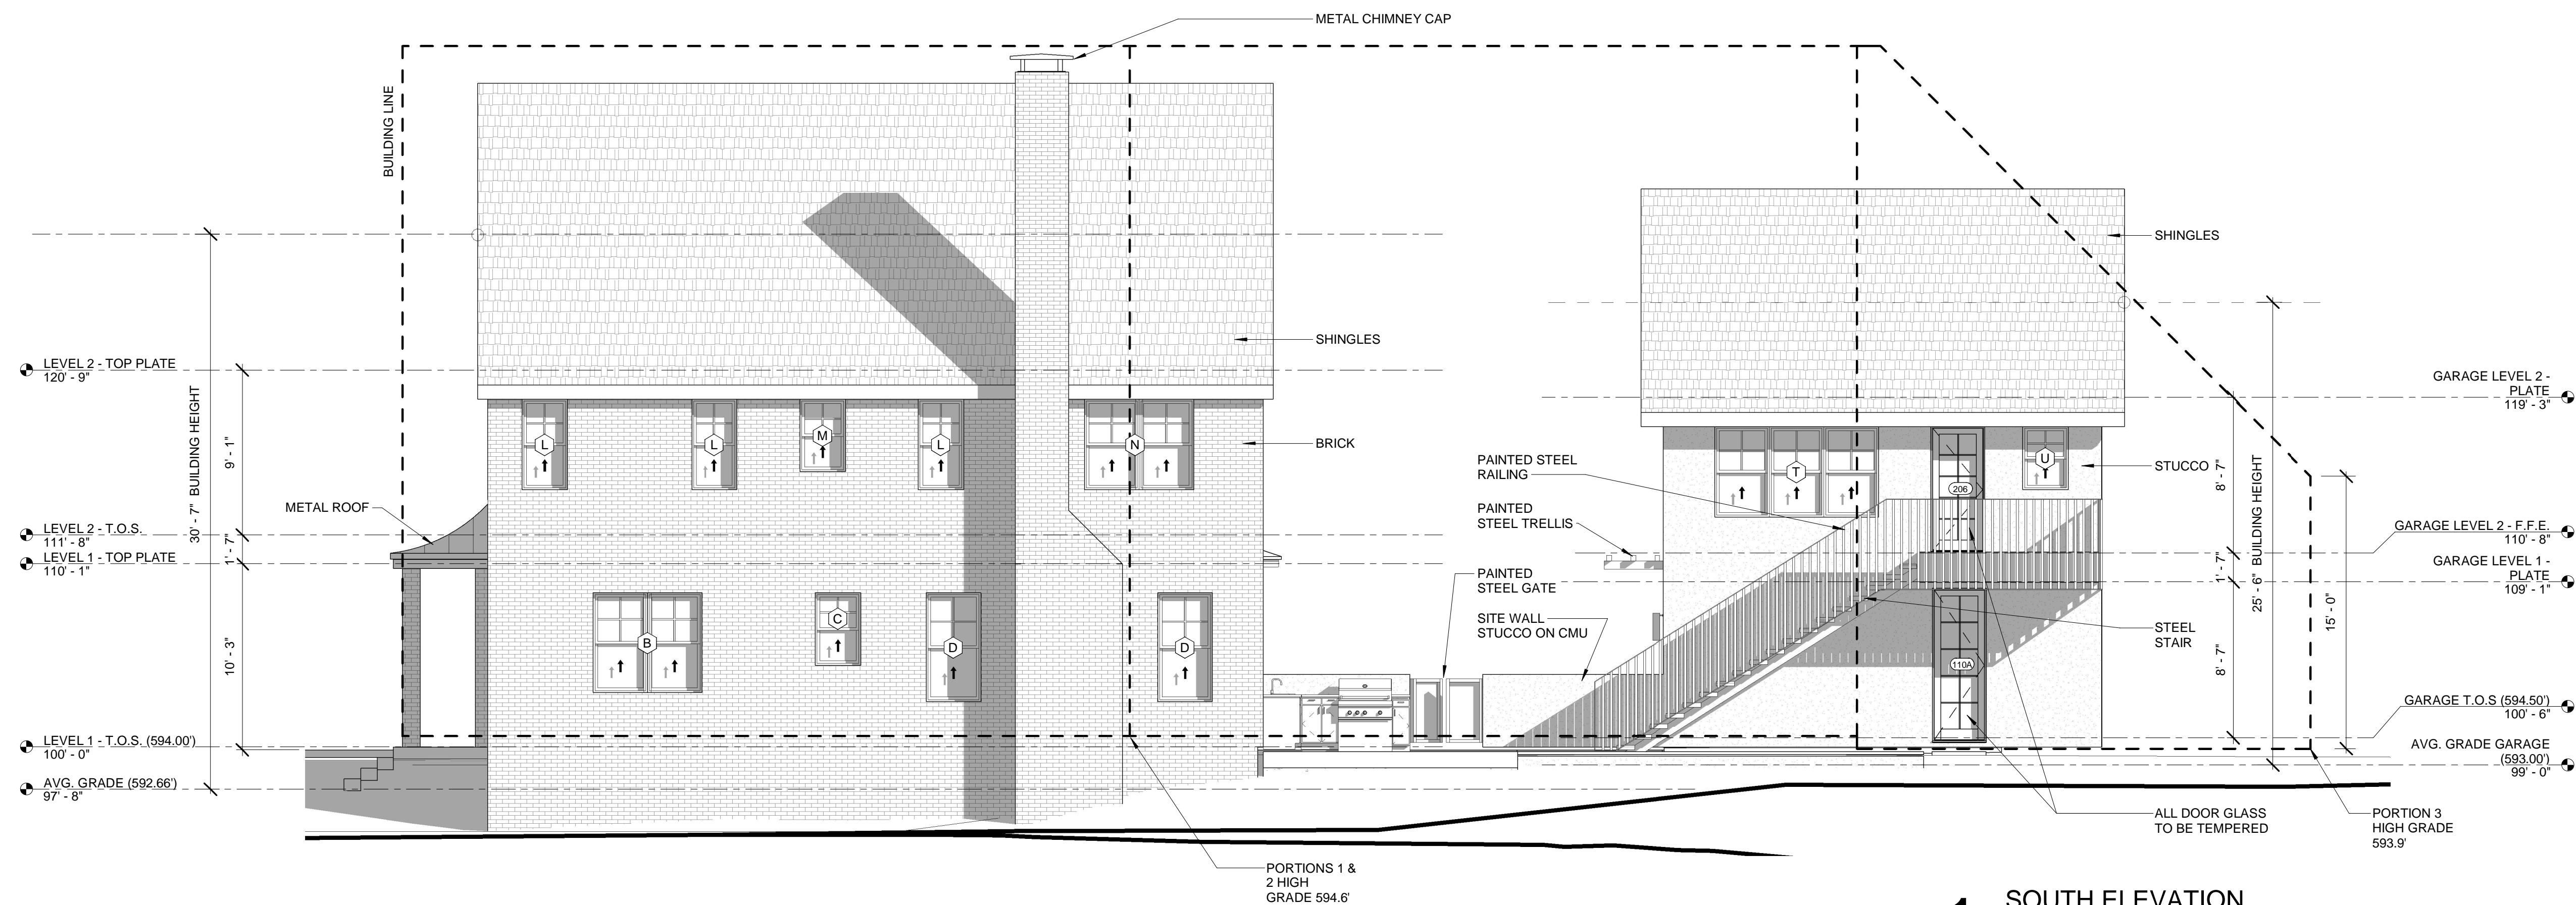 METAL CHIMNEY CAP
BUILDING LINE
SHINGLES
SHINGLES
LEVEL 2 - TOP PLATE
120' - 9"
30' - 7" BUILDING HEIGHT
9' - 1"
GARAGE LEVEL 2 -
PLATE
119' - 3"
L
L
M
L
N
BRICK
PAINTED STEEL
RAILING
T
U
STUCCO
8' - 7"
206
METAL ROOF
PAINTED
STEEL TRELLIS
LEVEL 2 - T.O.S.
111' - 8"
LEVEL 1 - TOP PLATE
110' - 1"
1' - 7"
GARAGE LEVEL 2 - F.F.E.
110' - 8"
GARAGE LEVEL 1 -
PLATE
109' - 1"
1' - 7"
25' - 6" BUILDING HEIGHT
15' - 0"
PAINTED
STEEL GATE
SITE WALL
STUCCO ON CMU
STEEL
STAIR
B
C
D
D
110A
10' - 3"
8' - 7"
LEVEL 1 - T.O.S. (594.00')
100' - 0"
AVG. GRADE (592.66')
97' - 8"
GARAGE T.O.S (594.50')
100' - 6"
AVG. GRADE GARAGE
(593.00')
99' - 0"
ALL DOOR GLASS
TO BE TEMPERED
PORTION 3
HIGH GRADE
593.9'
PORTIONS 1 &
2 HIGH
GRADE 594.6'
SOUTH ELEVATION